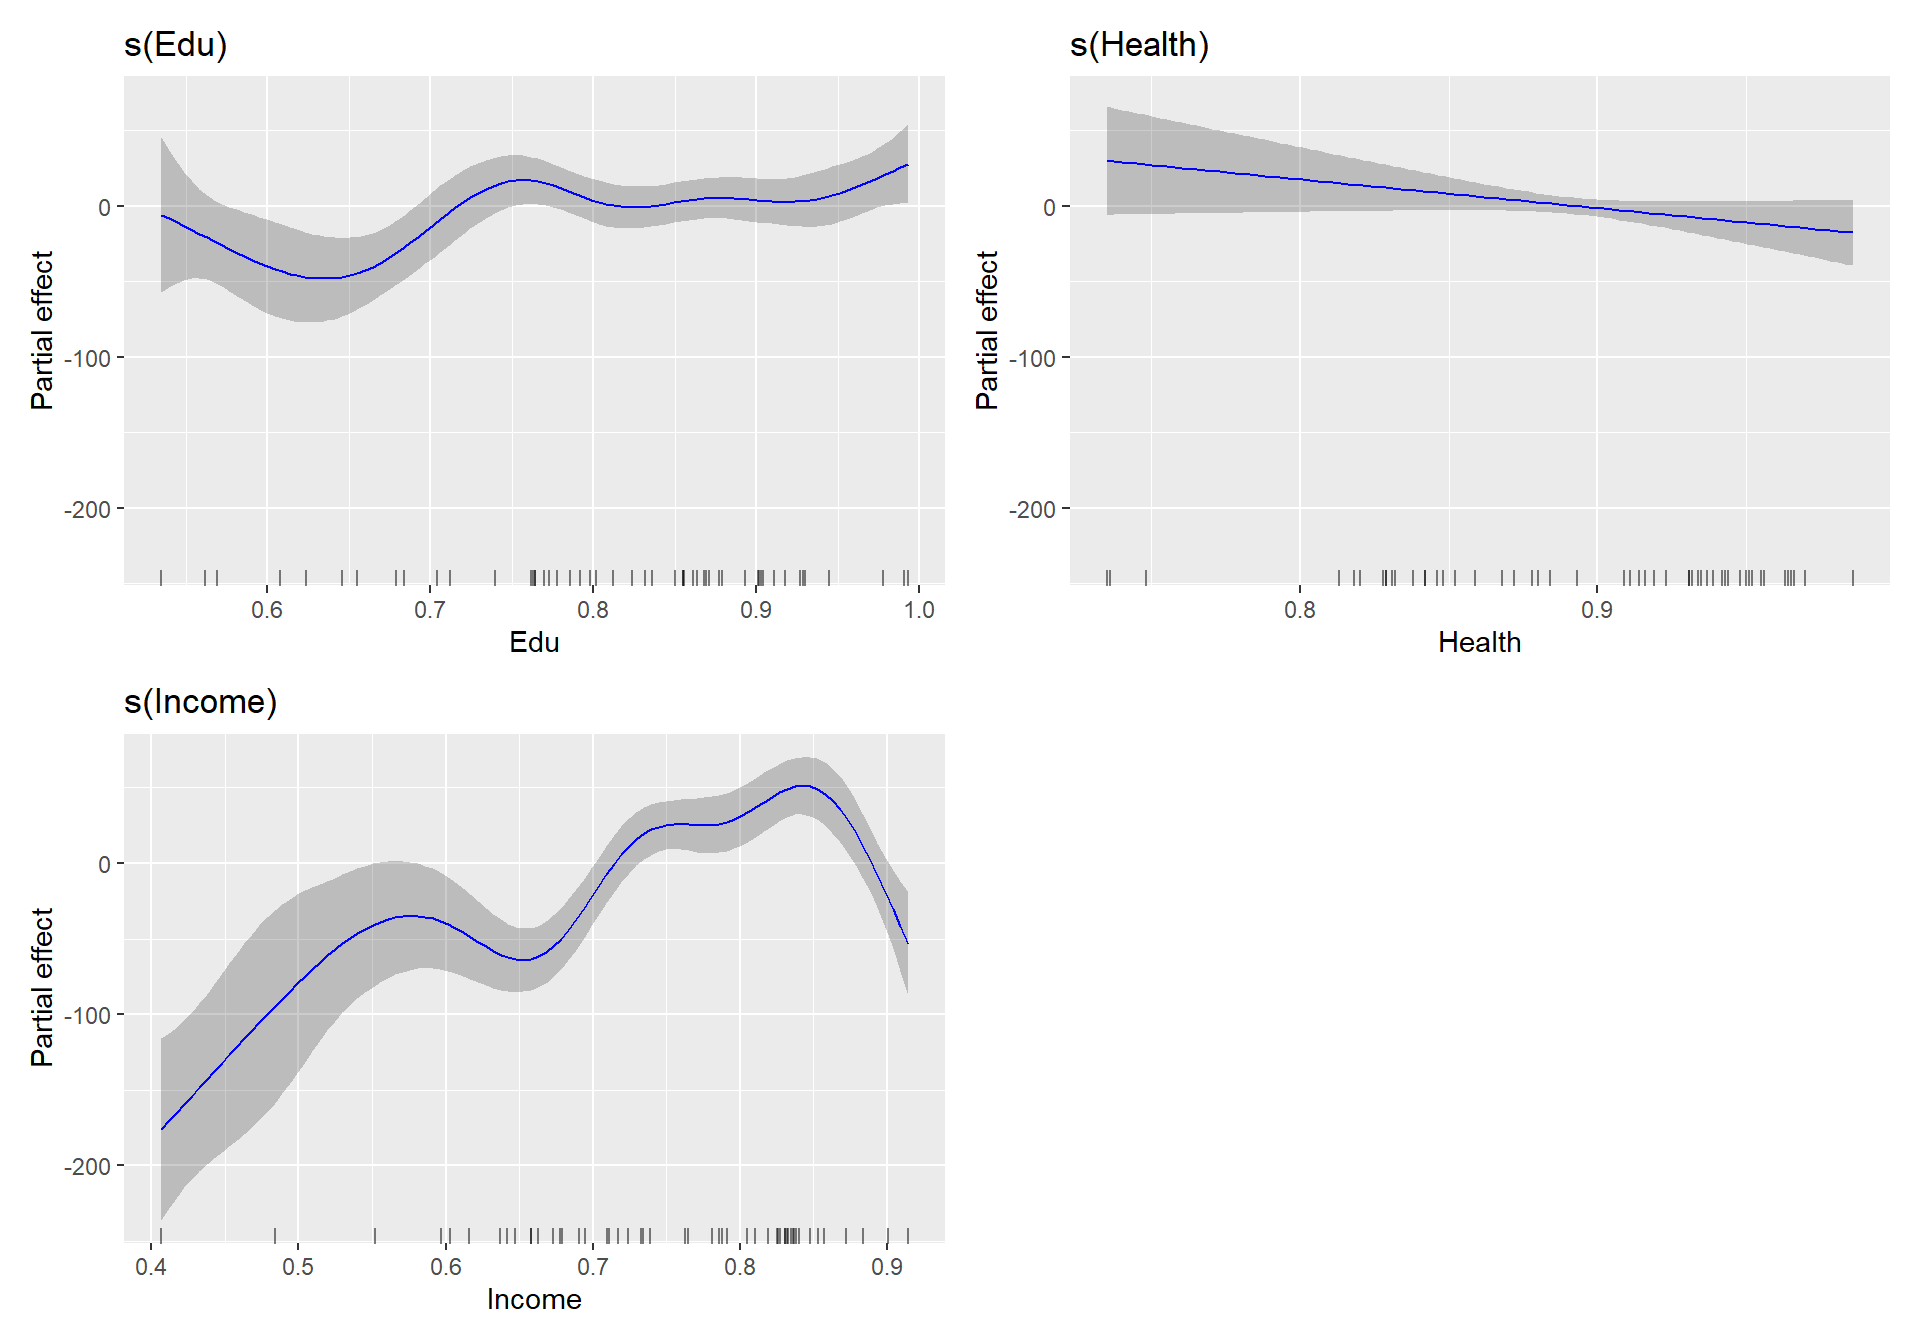 s(Edu)
Partial effect
0
-100
-200
0.6 0.7 0.8 0.9 1.0
Edu
s(Health)
Partial effect
0
-100
-200
0.8 0.9
Health
s(Income)
Partial effect
0
-100
-200
0.4 0.5 0.6 0.7 0.8 0.9
Income